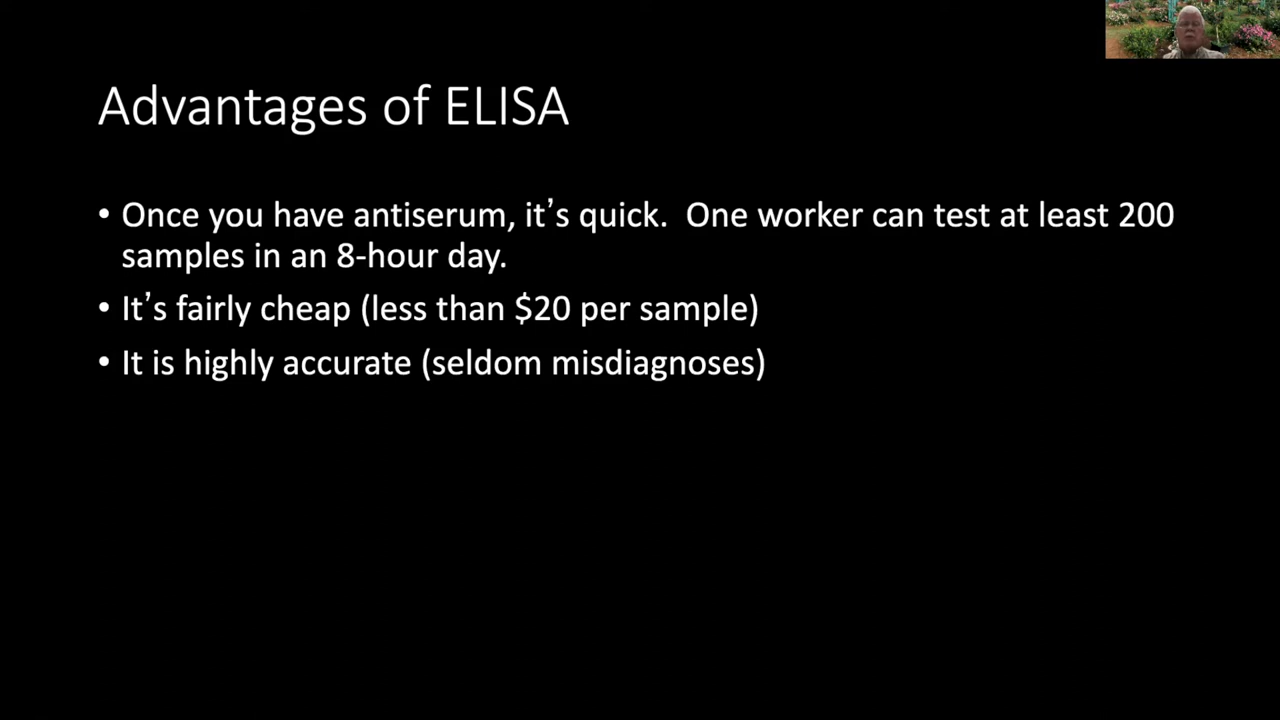 Advantages of ELISA
• Once you have antiserum, it’s quick.  One worker can test at least 200
samples in an 8-hour day.
• It’s fairly cheap (less than $20 per sample)
• It is highly accurate (seldom misdiagnoses)